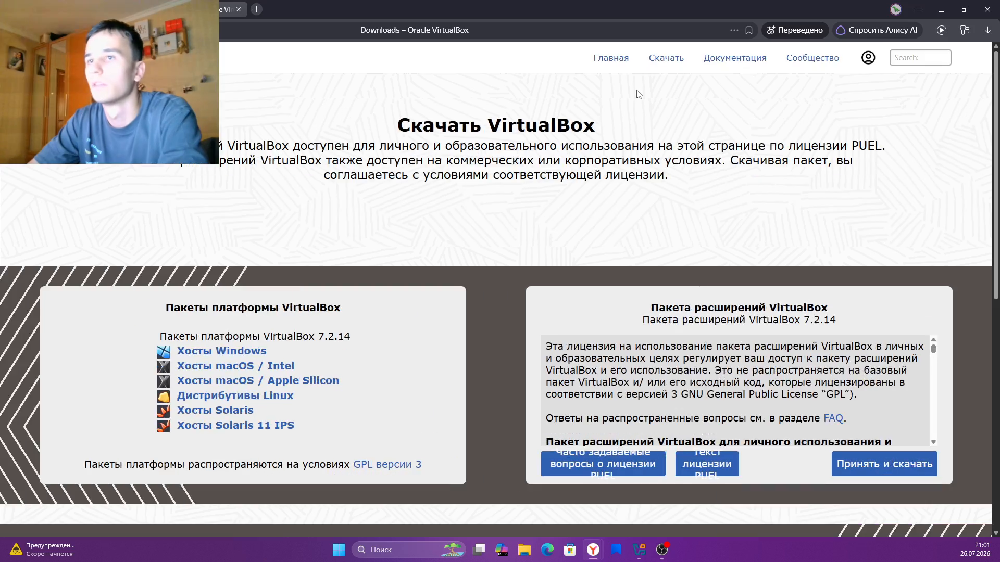 e Vir
Downloads – Oracle VirtualBox
Переведено
Спросить Алису AI
Главная
Скачать
Документация
Сообщество
Search:
Скачать VirtualBox
й VirtualBox доступен для личного и образовательного использования на этой странице по лицензии PUEL.
расширений VirtualBox также доступен на коммерческих или корпоративных условиях. Скачивая пакет, вы
соглашаетесь с условиями соответствующей лицензии.
Пакеты платформы VirtualBox
Пакеты платформы VirtualBox 7.2.14
Хосты Windows
Хосты macOS / Intel
Хосты macOS / Apple Silicon
Дистрибутивы Linux
Хосты Solaris
Хосты Solaris 11 IPS
Пакеты платформы распространяются на условиях GPL версии 3
Пакета расширений VirtualBox
Пакета расширений VirtualBox 7.2.14
Эта лицензия на использование пакета расширений VirtualBox в личных
и образовательных целях регулирует ваш доступ к пакету расширений
VirtualBox и его использование. Это не распространяется на базовый
пакет VirtualBox и/ или его исходный код, которые лицензированы в
соответствии с версией 3 GNU General Public License “GPL”).
Ответы на распространенные вопросы см. в разделе FAQ.
Пакет расширений VirtualBox для личного использования и
Часто задаваемые
вопросы о лицензии
PUEL
Текст
лицензии
PUEL
Принять и скачать
Предупрежден...
Скоро начнется
Поиск
M365
21:01
26.07.2026